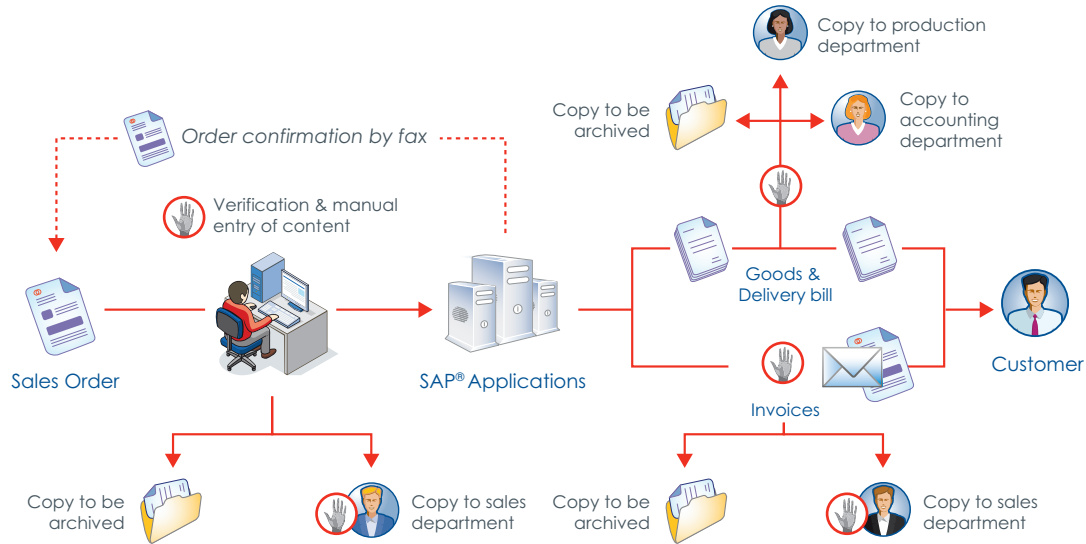 Copy to production
department
Copy to be
archived
Copy to
accounting
department
Order confirmation by fax
Verification & manual
entry of content
Goods &
Delivery bill
Sales Order
SAP® Applications
Customer
Invoices
Copy to be
archived
Copy to sales
department
Copy to be
archived
Copy to sales
department